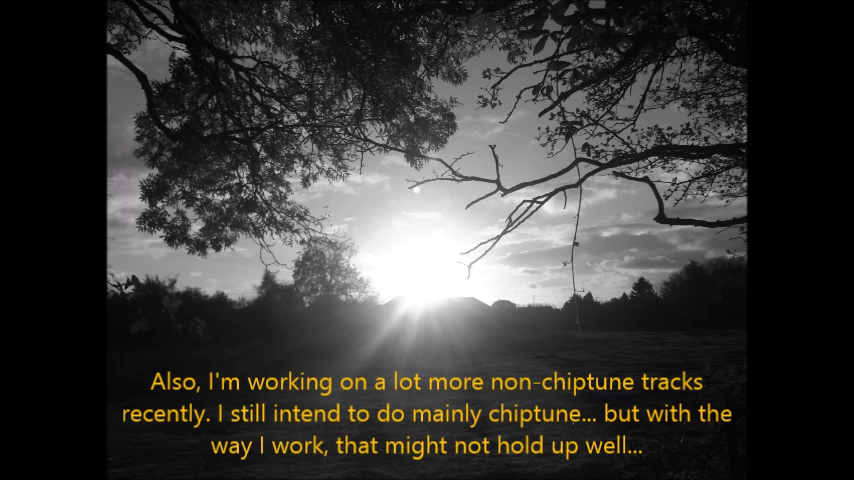 Also, I'm working on a lot more non-chiptune tracks
recently. I still intend to do mainly chiptune... but with the
way I work, that might not hold up well...